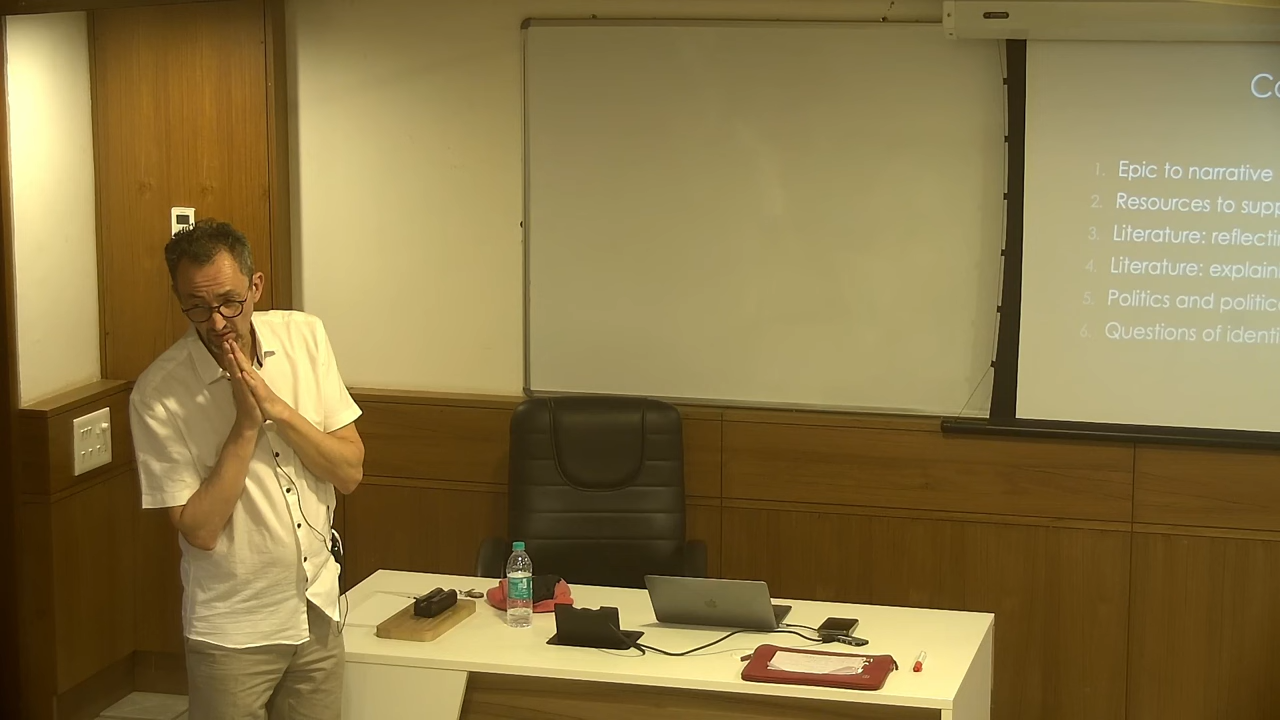 1. Epic to narrative
2. Resources to supp
3. Literature: reflecti
4. Literature: explain
5. Politics and politic
6. Questions of identi